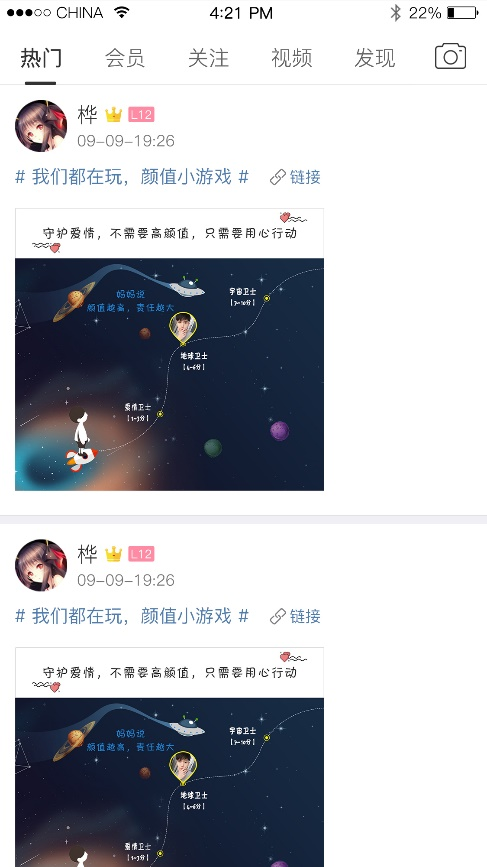 CHINA 4:21 PM 22%
热门 会员 关注 视频 发现
桦 L12
09-09-19:26
# 我们都在玩，颜值小游戏 # 链接
守护爱情，不需要高颜值，只需要用心行动
妈妈说
颜值越高，责任越大
宇宙卫士
[7-10分]
地球卫士
[4-6分]
爱情卫士
[1-3分]
桦 L12
09-09-19:26
# 我们都在玩，颜值小游戏 # 链接
守护爱情，不需要高颜值，只需要用心行动
妈妈说
颜值越高，责任越大
宇宙卫士
[7-10分]
地球卫士
[4-6分]
爱情卫士
[1-3分]